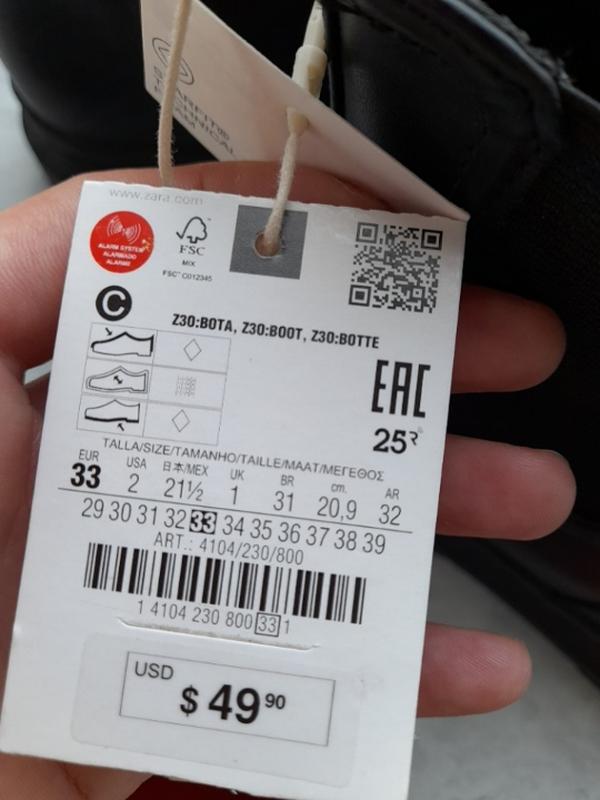 ARFIT®
www.zara.com
ALARM SYSTEM
ALARMADO
ALARME
FSC
MIX
FSC™ C012345
C
Z30:BOTA, Z30:BOOT, Z30:BOTTE
EAC
25
TALLA/SIZE/TAMANHO/TAILLE/MAAT/ΜΕΓΕΘΟΣ
EUR USA 日本/MEX UK BR cm. AR
33 2 21½ 1 31 20,9 32
29 30 31 32 33 34 35 36 37 38 39
ART.: 4104/230/800
1 4104 230 800 33 1
USD
$ 49 90